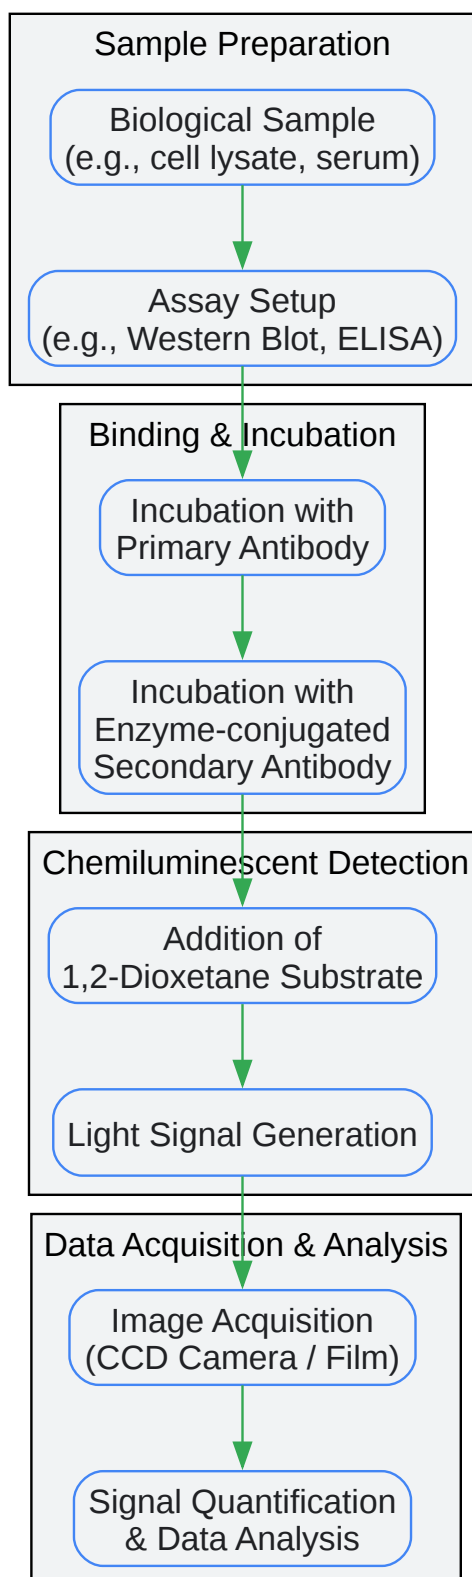 Sample Preparation
Biological Sample
(e.g., cell lysate, serum)
Assay Setup
(e.g., Western Blot, ELISA)
Binding & Incubation
Incubation with
Primary Antibody
Incubation with
Enzyme-conjugated
Secondary Antibody
Chemiluminescent Detection
Addition of
1,2-Dioxetane Substrate
Light Signal Generation
Data Acquisition & Analysis
Image Acquisition
(CCD Camera / Film)
Signal Quantification
& Data Analysis